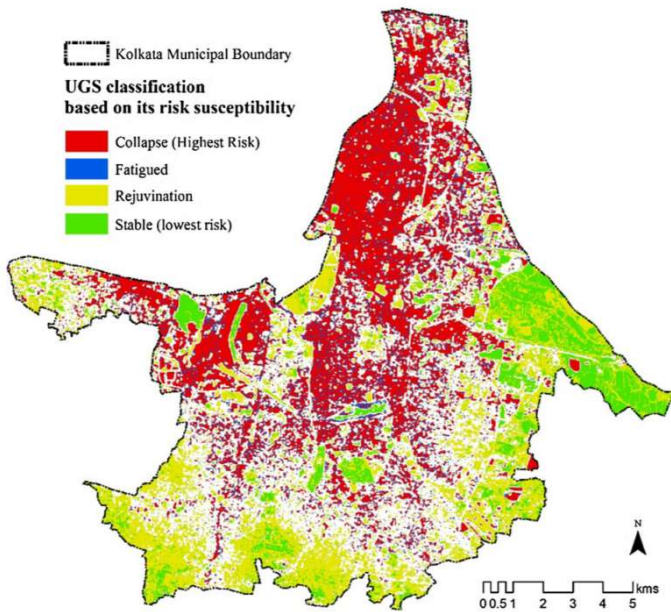 Kolkata Municipal Boundary
UGS classification
based on its risk susceptibility
Collapse (Highest Risk)
Fatigued
Rejuvination
Stable (lowest risk)
N
kms
0 0.5 1 2 3 4 5